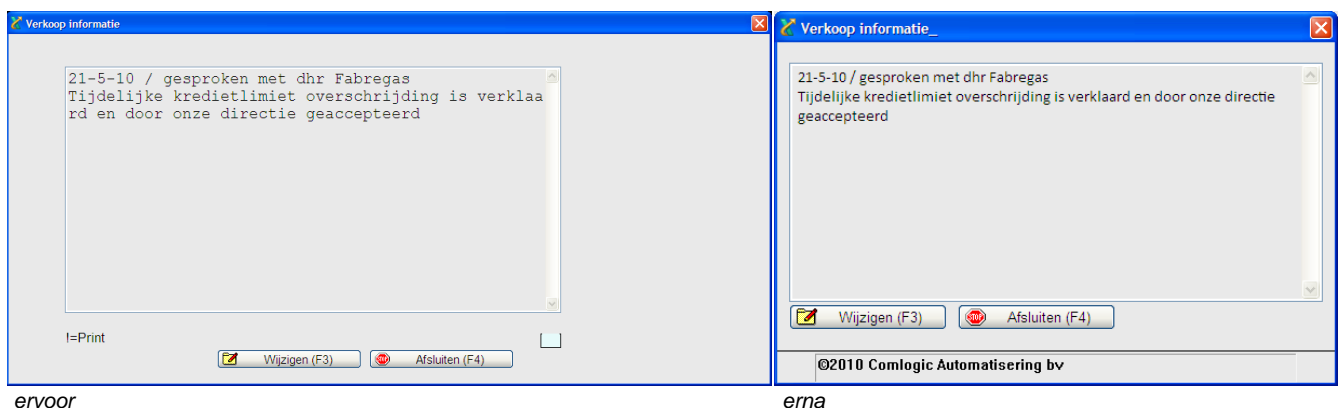 Verkoop informatie
21-5-10 / gesproken met dhr Fabregas
Tijdelijke kredietlimiet overschrijding is verklaa
rd en door onze directie geaccepteerd
!=Print
Wijzigen (F3)
STOP
Afsluiten (F4)
ervoor
Verkoop informatie_
21-5-10 / gesproken met dhr Fabregas
Tijdelijke kredietlimiet overschrijding is verklaard en door onze directie
geaccepteerd
Wijzigen (F3)
STOP
Afsluiten (F4)
©2010 Comlogic Automatisering bv
erna